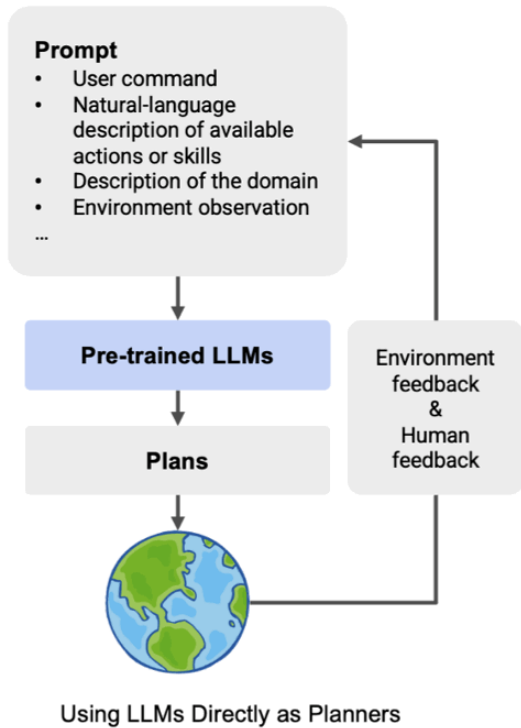 Prompt
• User command
• Natural-language
description of available
actions or skills
• Description of the domain
• Environment observation
...
Pre-trained LLMs
Plans
Environment
feedback
&
Human
feedback
Using LLMs Directly as Planners